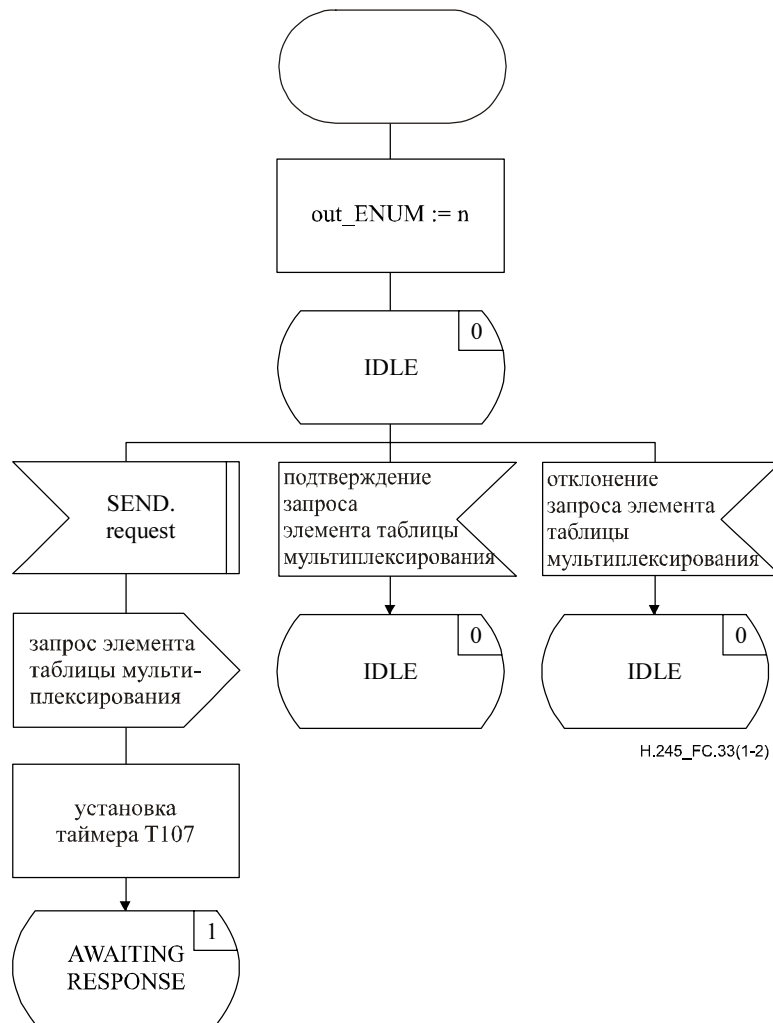 out_ENUM := n
0
IDLE
SEND.
request
подтверждение
запроса
элемента таблицы
мультиплексирования
отклонение
запроса элемента
таблицы
мультиплексирования
запрос элемента
таблицы мульти-
плексирования
0
IDLE
0
IDLE
H.245_FC.33(1-2)
установка
таймера T107
1
AWAITING
RESPONSE